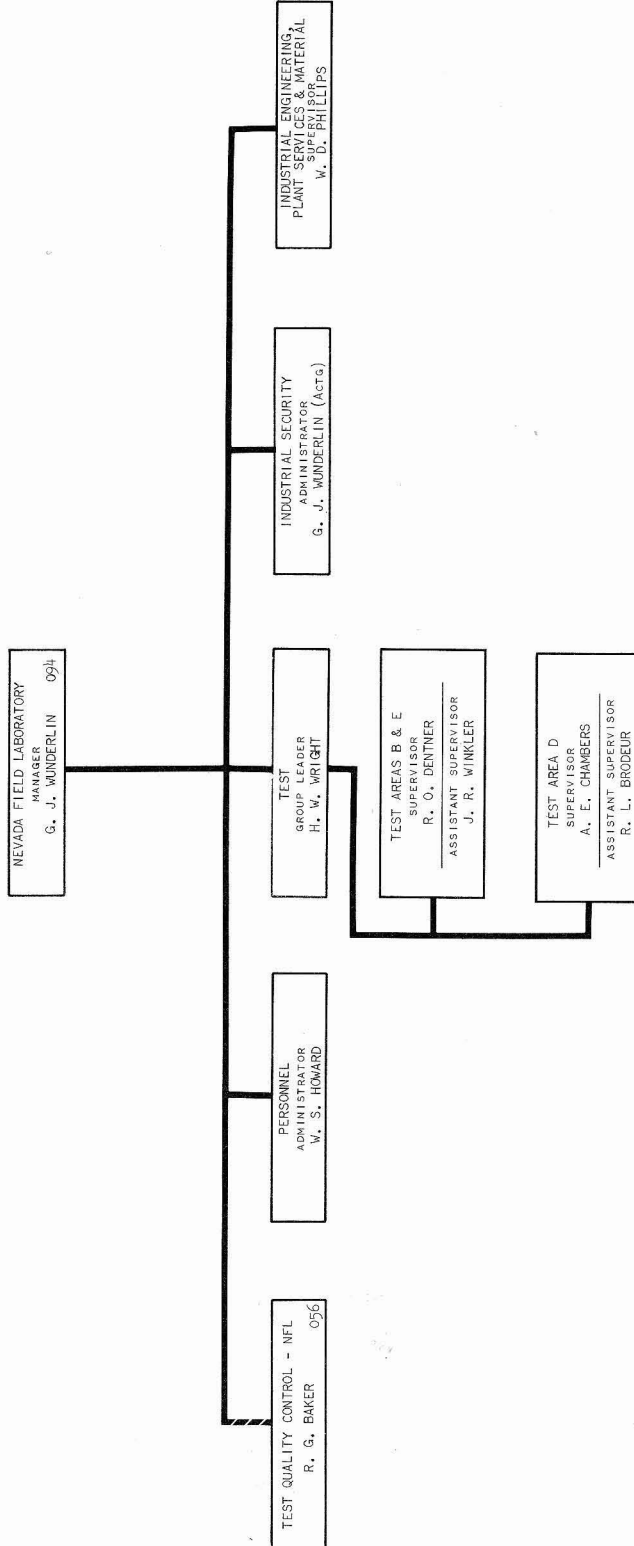 NEVADA FIELD LABORATORY
MANAGER
G. J. WUNDERLIN 094
TEST QUALITY CONTROL - NFL
R. G. BAKER
056
PERSONNEL
ADMINISTRATOR
W. S. HOWARD
TEST
GROUP LEADER
H. W. WRIGHT
INDUSTRIAL SECURITY
ADMINISTRATOR
G. J. WUNDERLIN (ACTG)
INDUSTRIAL ENGINEERING,
PLANT SERVICES & MATERIAL
SUPERVISOR
W. D. PHILLIPS
TEST AREAS B & E
SUPERVISOR
R. O. DENTNER
ASSISTANT SUPERVISOR
J. R. WINKLER
TEST AREA D
SUPERVISOR
A. E. CHAMBERS
ASSISTANT SUPERVISOR
R. L. BRODEUR